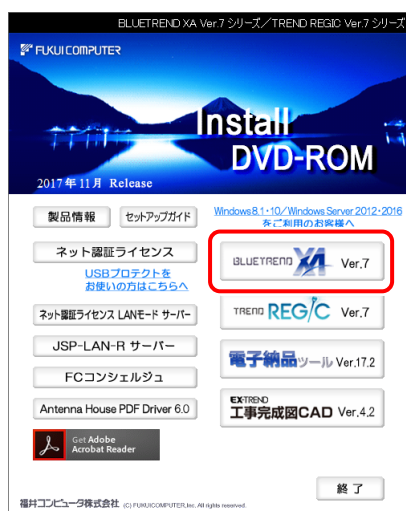 BLUETREND XA Ver.7 シリーズ／TREND REGIC Ver.7 シリーズ
FUKUI COMPUTER
Install
DVD-ROM
2017年11月 Release
製品情報
セットアップガイド
Windows8.1・10／Windows Server 2012・2016
をご利用のお客様へ
ネット認証ライセンス
USBプロテクトを
お使いの方はこちらへ
BLUETREND XA Ver.7
ネット認証ライセンス LANモード サーバー
TREND REGIC Ver.7
JSP-LAN-R サーバー
電子納品ツール Ver.17.2
FCコンシェルジュ
Antenna House PDF Driver 6.0
EX-TREND
工事完成図CAD Ver.4.2
Get Adobe
Acrobat Reader
終了
福井コンピュータ株式会社 (C) FUKUICOMPUTER,Inc. All rights reserved.